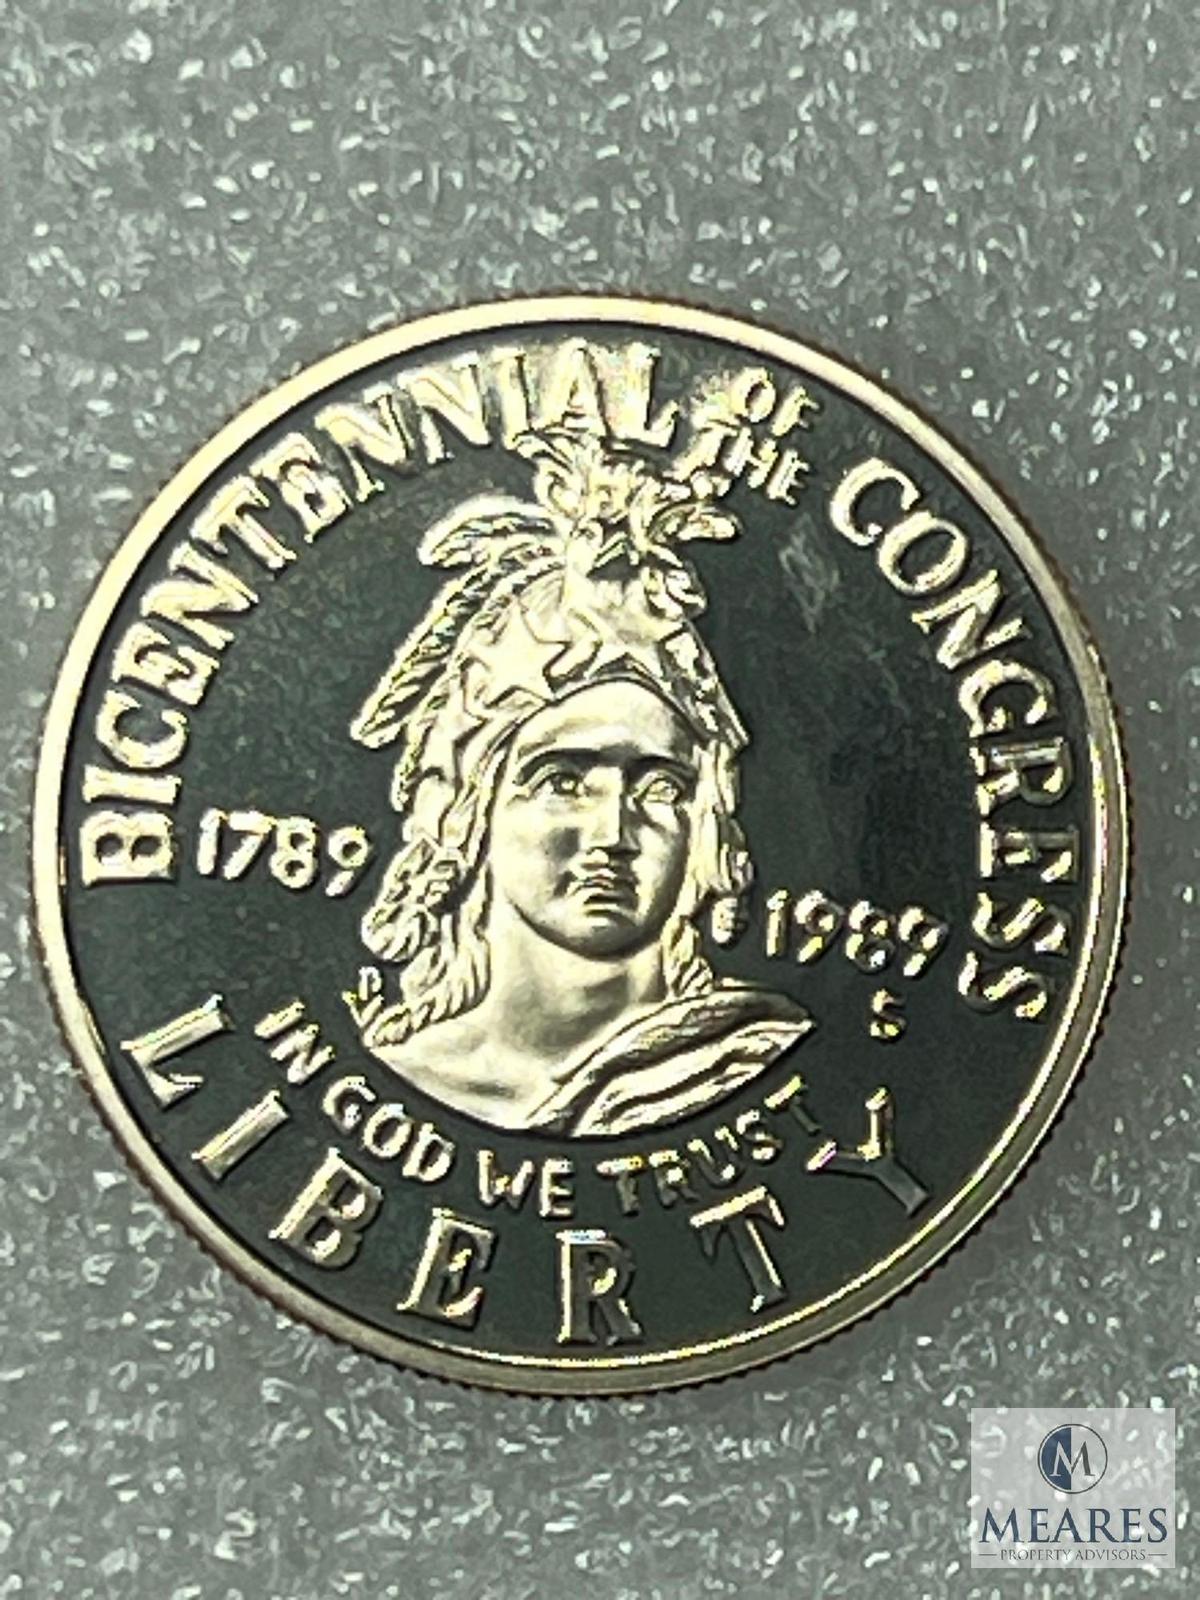 BICENTENNIAL OF THE CONGRESS
1789
1989
S
IN GOD WE TRUST
LIBERTY
M
MEARES
PROPERTY ADVISORS